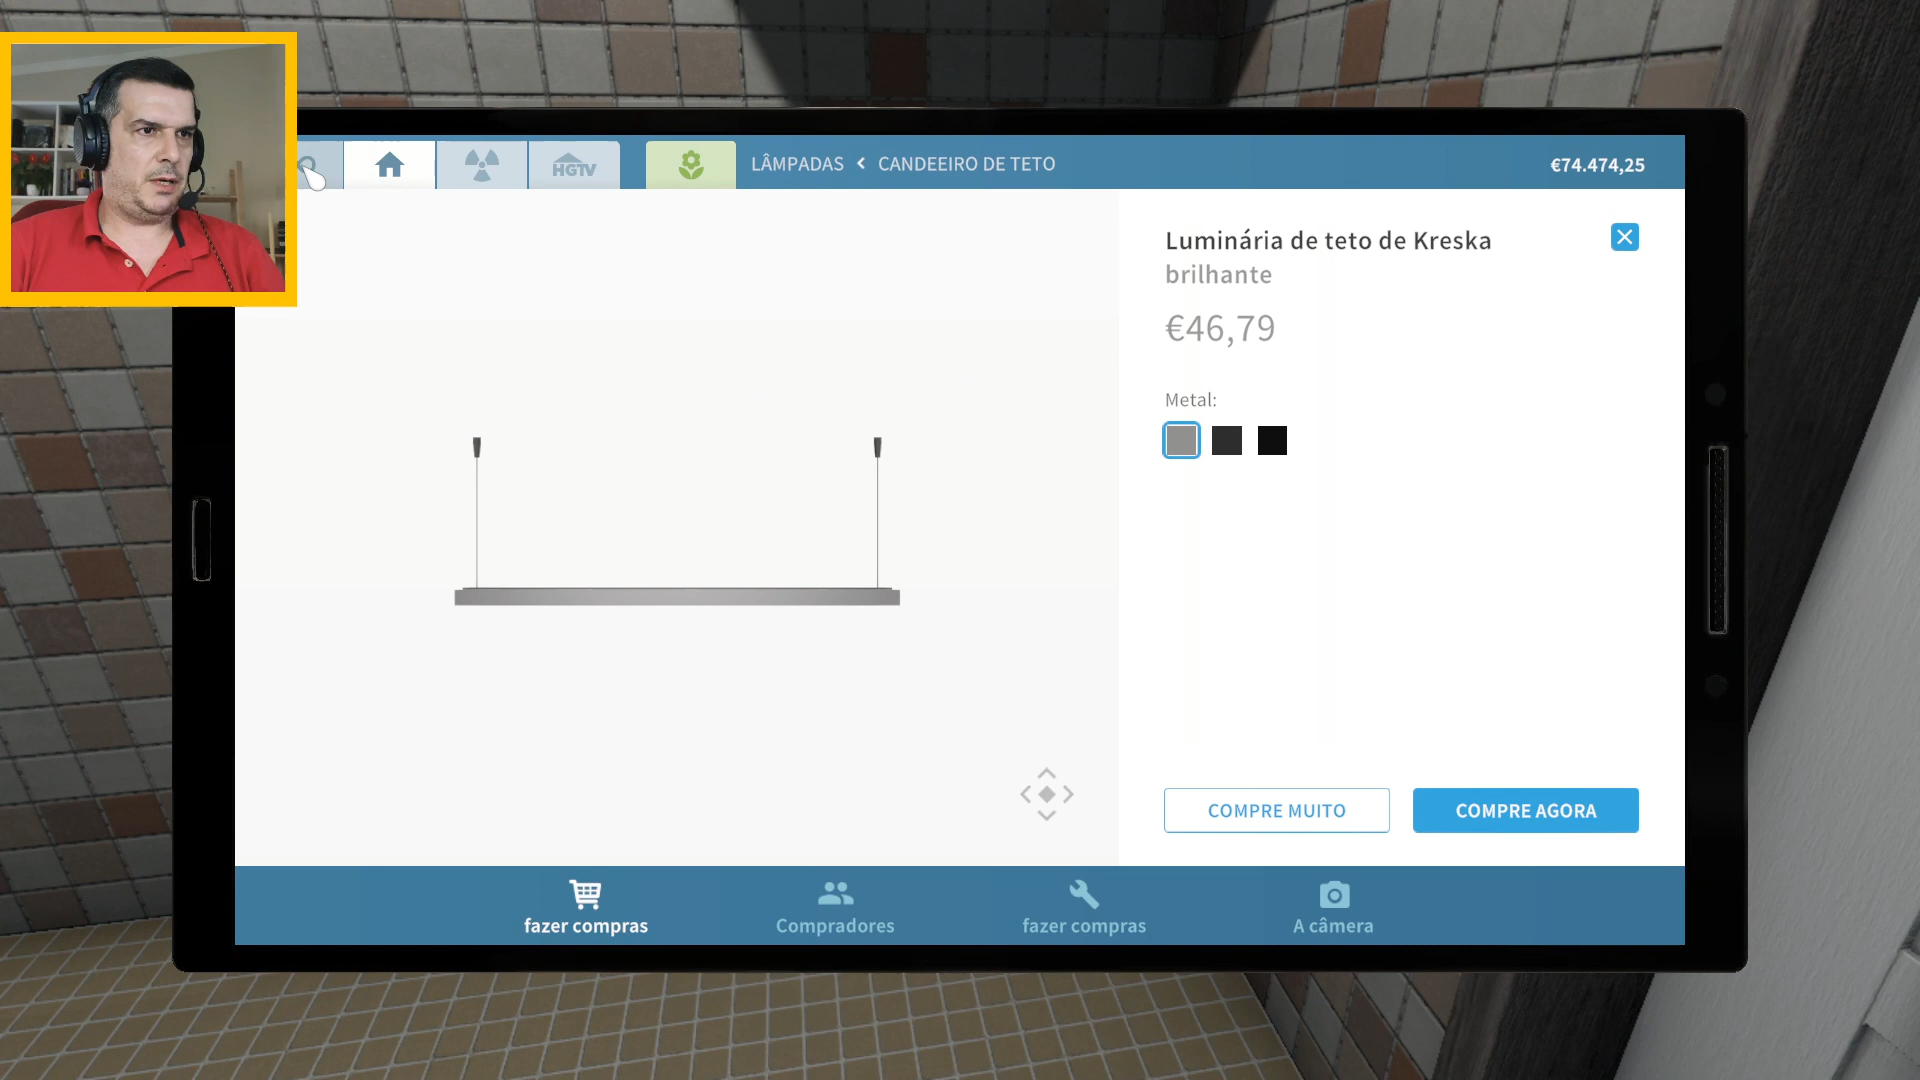 HGTV
LÂMPADAS < CANDEEIRO DE TETO
€74.474,25
Luminária de teto de Kreska
brilhante
€46,79
Metal:
COMPRE MUITO
COMPRE AGORA
fazer compras
Compradores
fazer compras
A câmera